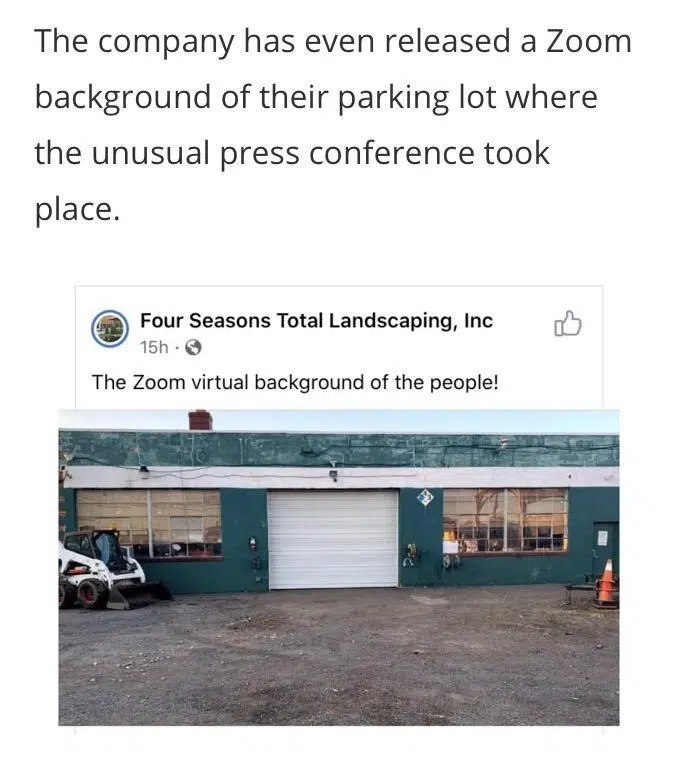 The company has even released a Zoom
background of their parking lot where
the unusual press conference took
place.
Four Seasons Total Landscaping, Inc
15h ·
The Zoom virtual background of the people!